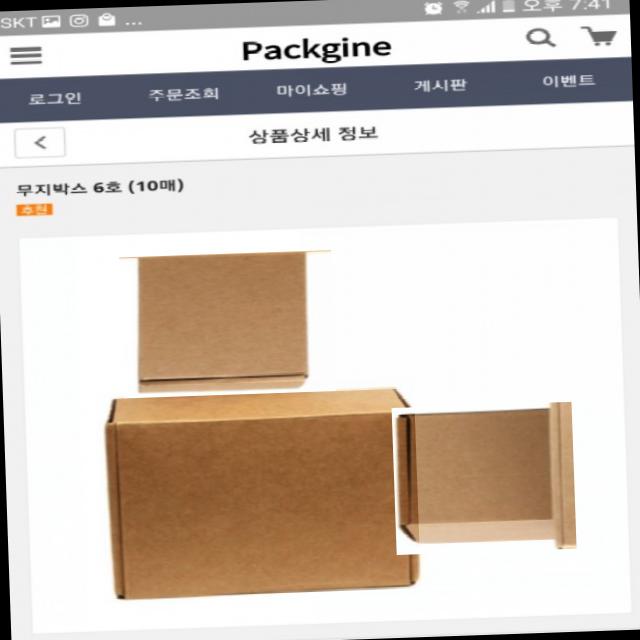 SKT ... 오후 7:41
Packgine
로그인 주문조회 마이쇼핑 게시판 이벤트
< 상품상세 정보
무지박스 6호 (10매)
추천